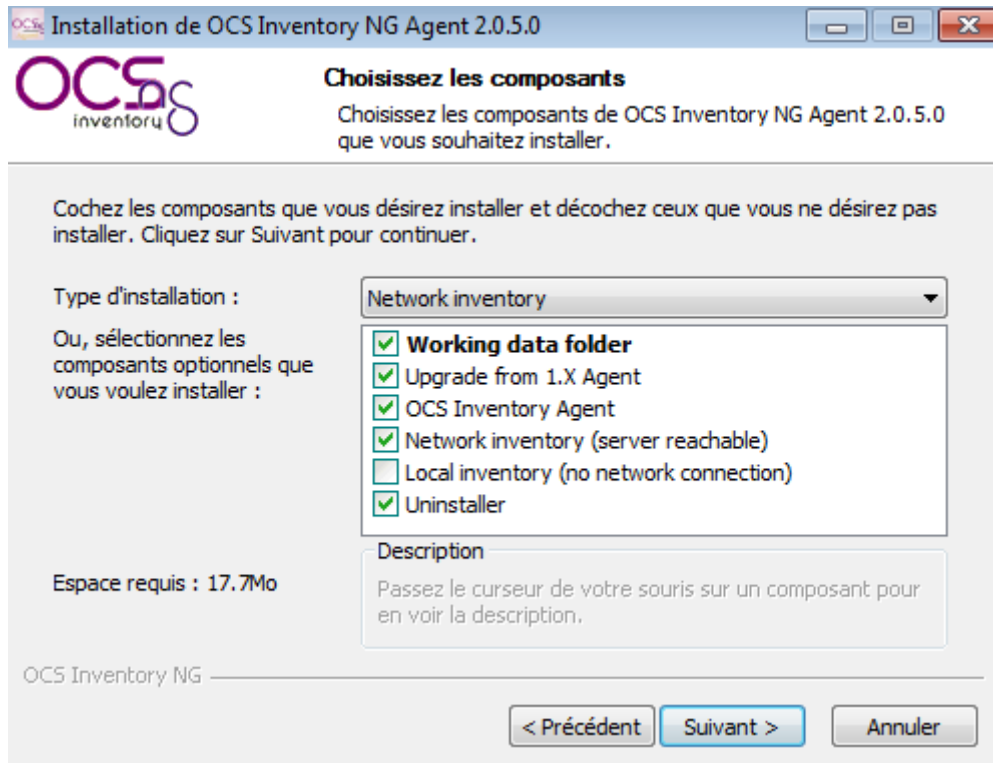 Installation de OCS Inventory NG Agent 2.0.5.0
OCSng
inventory
Choisissez les composants
Choisissez les composants de OCS Inventory NG Agent 2.0.5.0
que vous souhaitez installer.
Cochez les composants que vous désirez installer et décochez ceux que vous ne désirez pas
installer. Cliquez sur Suivant pour continuer.
Type d'installation :
Network inventory
Ou, sélectionnez les
composants optionnels que
vous voulez installer :
Working data folder
Upgrade from 1.X Agent
OCS Inventory Agent
Network inventory (server reachable)
Local inventory (no network connection)
Uninstaller
Espace requis : 17.7Mo
Description
Passez le curseur de votre souris sur un composant pour
en voir la description.
OCS Inventory NG
< Précédent
Suivant >
Annuler